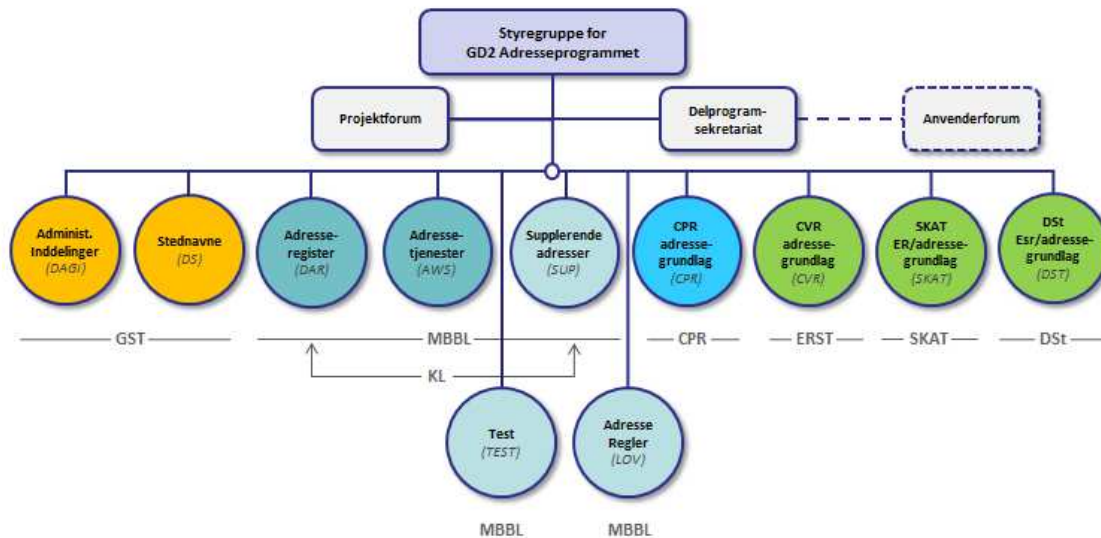 Styregruppe for
GD2 Adresseprogrammet
Projektforum
Delprogram-
sekretariat
Anvenderforum
Administ.
Inddelinger
(DAGI)
Stednavne
(DS)
Adresse-
register
(DAR)
Adresse-
tjenester
(AWS)
Supplerende
adresser
(SUP)
CPR
adresse-
grundlag
(CPR)
CVR
adresse-
grundlag
(CVR)
SKAT
ER/adresse-
grundlag
(SKAT)
DSt
Esr/adresse-
grundlag
(DST)
GST
MBBL
CPR
ERST
SKAT
DSt
KL
Test
(TEST)
Adresse
Regler
(LOV)
MBBL
MBBL